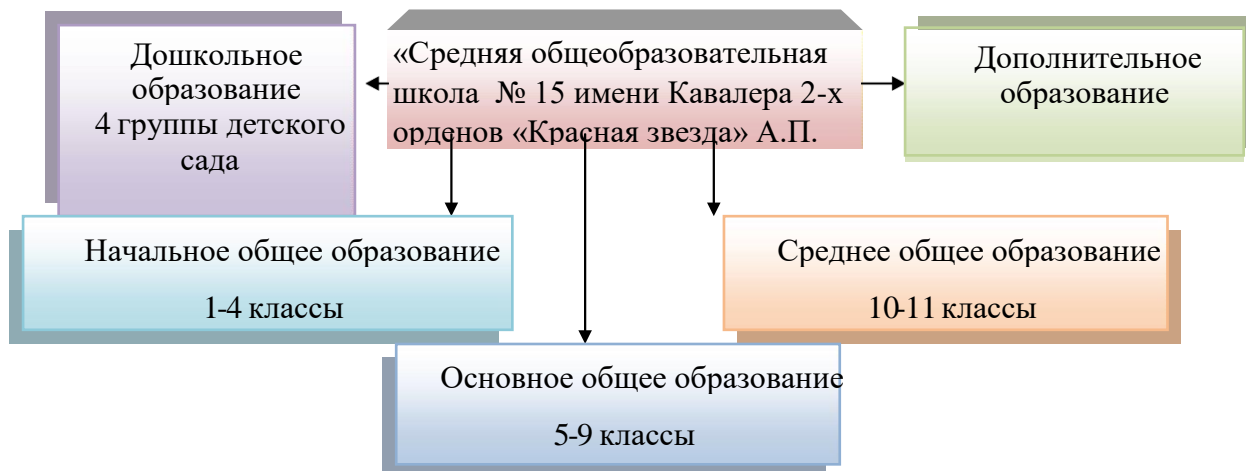 Дошкольное
образование
4 группы детского
сада
«Средняя общеобразовательная
школа № 15 имени Кавалера 2-х
орденов «Красная звезда» А.П.
Дополнительное
образование
Начальное общее образование
1-4 классы
Среднее общее образование
10-11 классы
Основное общее образование
5-9 классы